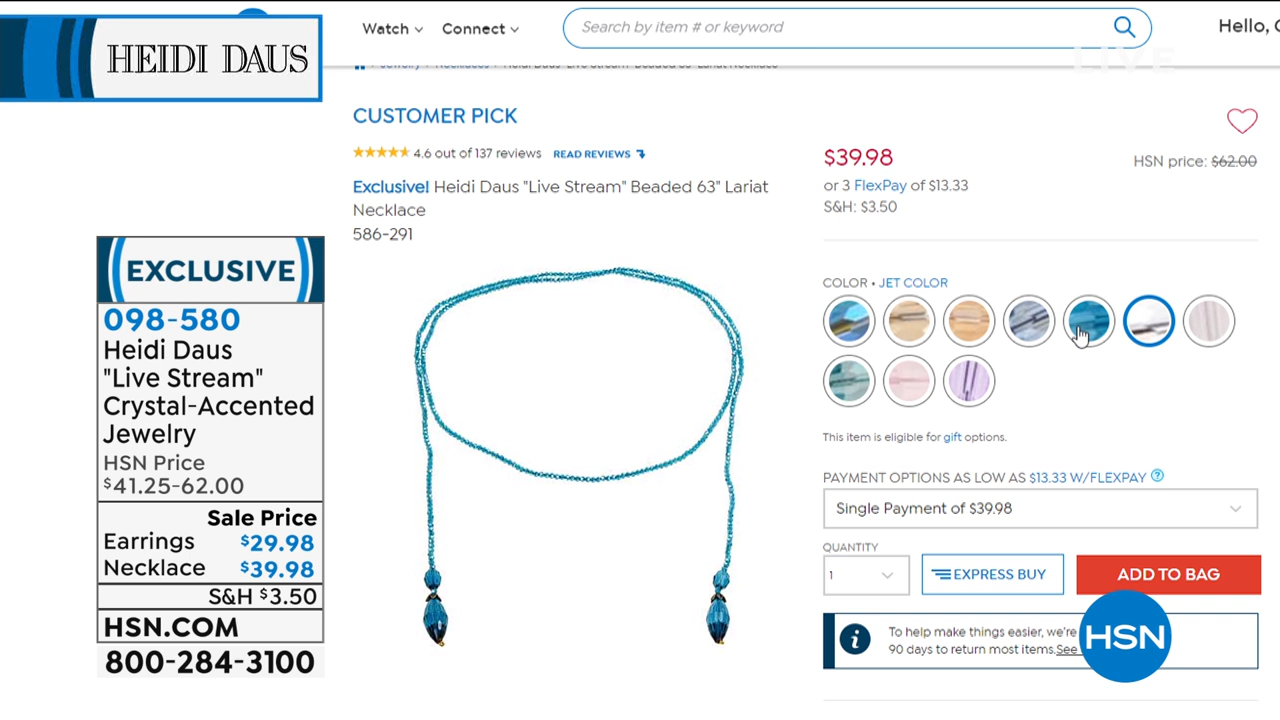 HEIDI DAUS
Watch
Connect
Search by item # or keyword
Hello,
LIVE
CUSTOMER PICK
4.6 out of 137 reviews READ REVIEWS
Exclusive! Heidi Daus "Live Stream" Beaded 63" Lariat
Necklace
586-291
$39.98
HSN price: $62.00
or 3 FlexPay of $13.33
S&H: $3.50
EXCLUSIVE
098-580
Heidi Daus
"Live Stream"
Crystal-Accented
Jewelry
HSN Price
$41.25-62.00
Sale Price
Earrings $29.98
Necklace $39.98
S&H $3.50
HSN.COM
800-284-3100
COLOR • JET COLOR
This item is eligible for gift options.
PAYMENT OPTIONS AS LOW AS $13.33 W/FLEXPAY ?
Single Payment of $39.98
QUANTITY
1
EXPRESS BUY
ADD TO BAG
i
To help make things easier, we're
90 days to return most items. See
HSN